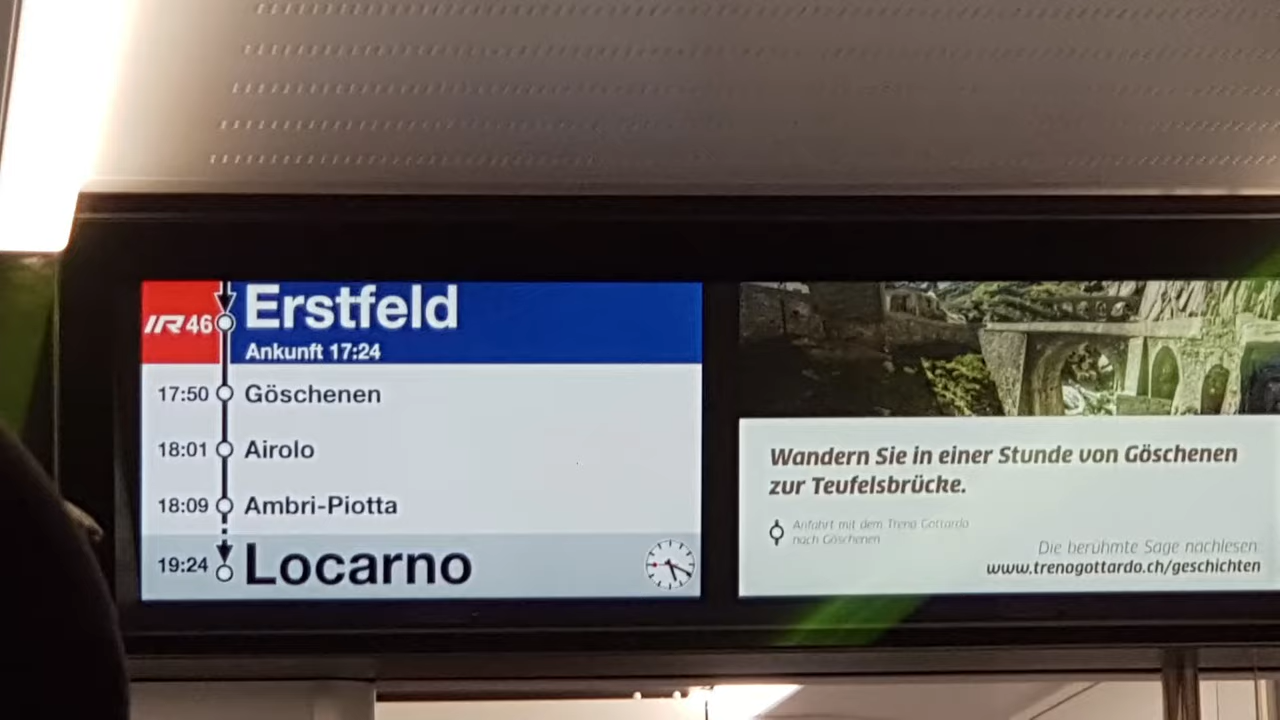 IR46 Erstfeld
Ankunft 17:24
17:50 Göschenen
18:01 Airolo
18:09 Ambri-Piotta
19:24 Locarno
Wandern Sie in einer Stunde von Göschenen
zur Teufelsbrücke.
Anfahrt mit dem Treno Gottardo
nach Göschenen
Die berühmte Sage nachlesen:
www.trenogottardo.ch/geschichten